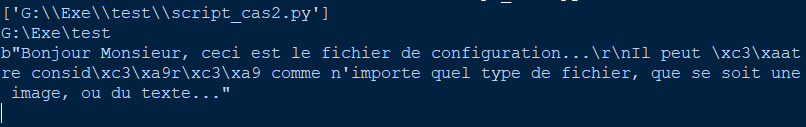 ['G:\\Exe\\test\\script_cas2.py']
G:\Exe\test
b"Bonjour Monsieur, ceci est le fichier de configuration...\r\nIl peut \xc3\xaat
re consid\xc3\xa9r\xc3\xa9 comme n'importe quel type de fichier, que se soit une
 image, ou du texte..."